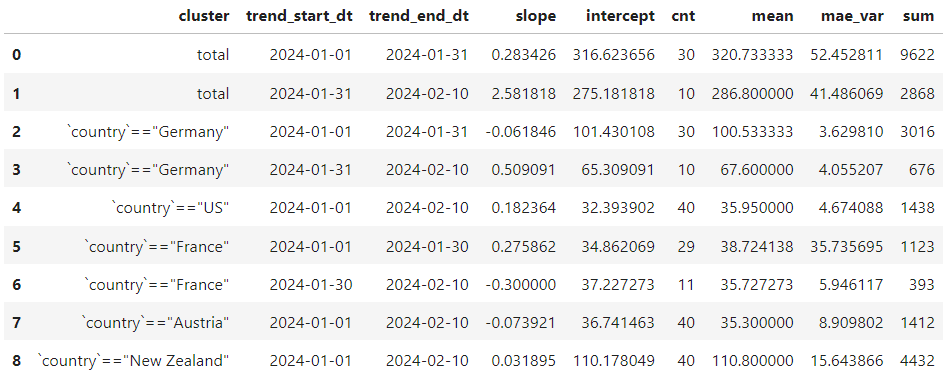 cluster trend_start_dt trend_end_dt slope intercept cnt mean mae_var sum
0 total 2024-01-01 2024-01-31 0.283426 316.623656 30 320.733333 52.452811 9622
1 total 2024-01-31 2024-02-10 2.581818 275.181818 10 286.800000 41.486069 2868
2 `country`=="Germany" 2024-01-01 2024-01-31 -0.061846 101.430108 30 100.533333 3.629810 3016
3 `country`=="Germany" 2024-01-31 2024-02-10 0.509091 65.309091 10 67.600000 4.055207 676
4 `country`=="US" 2024-01-01 2024-02-10 0.182364 32.393902 40 35.950000 4.674088 1438
5 `country`=="France" 2024-01-01 2024-01-30 0.275862 34.862069 29 38.724138 35.735695 1123
6 `country`=="France" 2024-01-30 2024-02-10 -0.300000 37.227273 11 35.727273 5.946117 393
7 `country`=="Austria" 2024-01-01 2024-02-10 -0.073921 36.741463 40 35.300000 8.909802 1412
8 `country`=="New Zealand" 2024-01-01 2024-02-10 0.031895 110.178049 40 110.800000 15.643866 4432